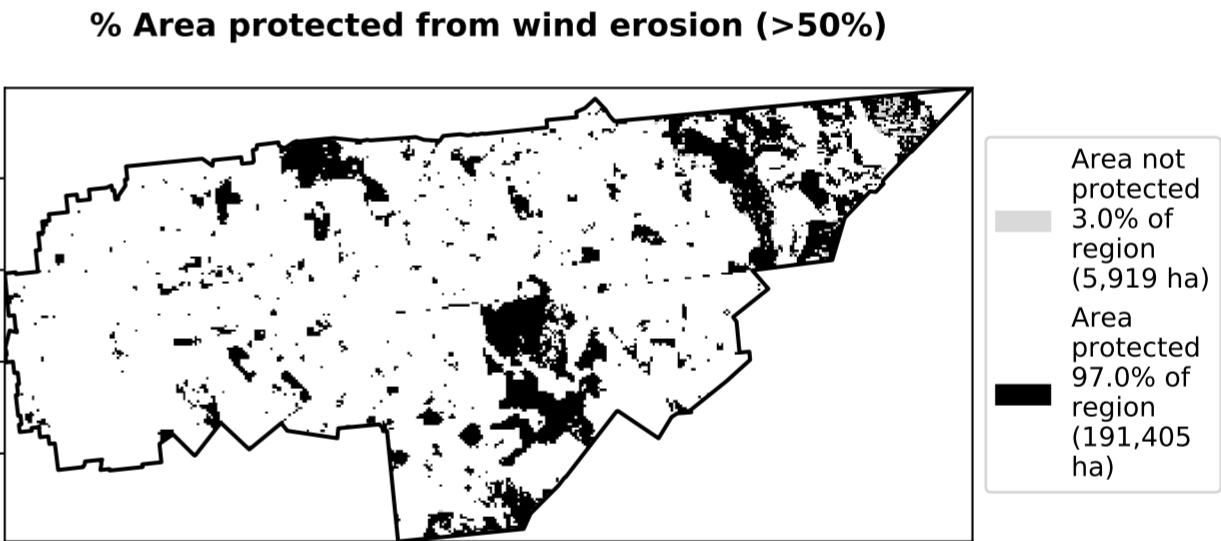 % Area protected from wind erosion (>50%)
Area not
protected
3.0% of
region
(5,919 ha)
Area
protected
97.0% of
region
(191,405
ha)